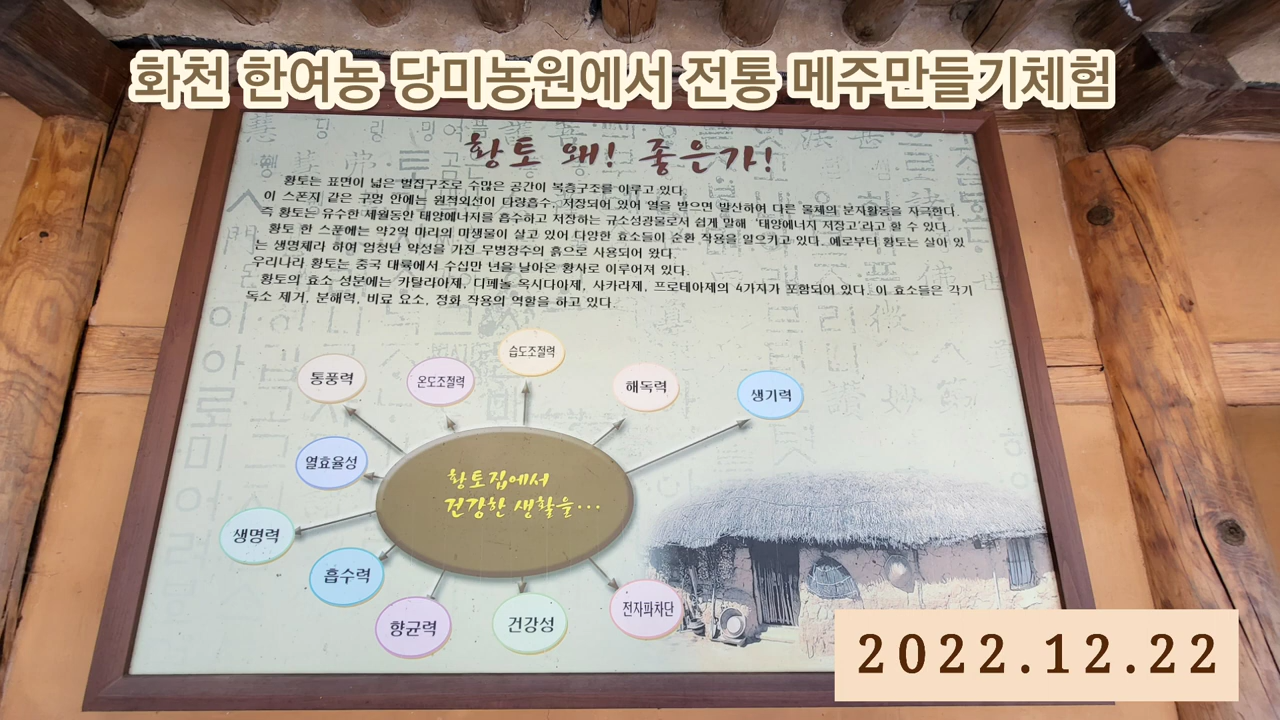 화천 한여농 당미농원에서 전통 메주만들기체험
황토 왜! 좋은가!
황토는 표면이 넓은 벌집구조로 수많은 공간이 복층구조를 이루고 있다.
이 스폰지 같은 구멍 안에는 원적외선이 다량흡수, 저장되어 있어 열을 받으면 발산하여 다른 물체의 분자활동을 자극한다.
즉 황토는 유수한 세월동안 태양에너지를 흡수하고 저장하는 규소성광물로서 쉽게 말해 '태양에너지 저장고'라고 할 수 있다.
황토 한 스푼에는 약2억 마리의 미생물이 살고 있어 다양한 효소들이 순환 작용을 일으키고 있다. 예로부터 황토는 살아 있
는 생명체라 하여 엄청난 약성을 가진 무병장수의 흙으로 사용되어 왔다.
우리나라 황토는 중국 대륙에서 수십만 년을 날아온 황사로 이루어져 있다.
황토의 효소 성분에는 카탈라아제, 디페놀 옥시다아제, 사카라제, 프로테아제의 4가지가 포함되어 있다. 이 효소들은 각기
독소 제거, 분해력, 비료 요소, 정화 작용의 역할을 하고 있다.
습도조절력
통풍력
온도조절력
해독력
생기력
열효율성
황토집에서
건강한 생활을...
생명력
흡수력
향균력
건강성
전자파차단
2022.12.22